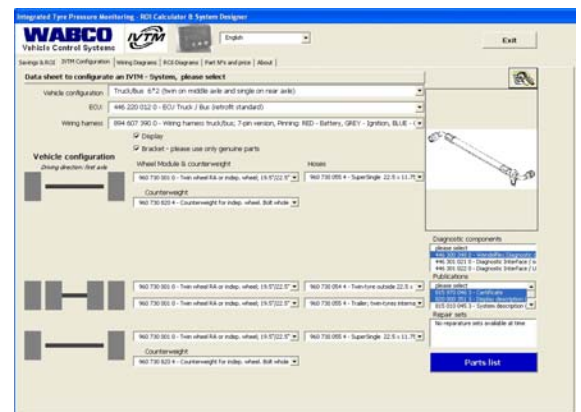 Integrated Tyre Pressure Monitoring - ROI Calculator & System Designer
WABCO
Vehicle Control Systems
IVTM
English
Exit
Savings & ROI
IVTM Configuration
Wiring Diagrams
ROI-Diagrams
Part N°s and price
About
Data sheet to configurate an IVTM - System, please select
Vehicle configuration
Truck/bus 6*2 (twin on middle axle and single on rear axle)
ECU
446 220 012 0 - ECU Truck / Bus (retrofit standard)
Wiring harness
894 607 390 0 - Wiring harness truck/bus; 7-pin version, Pinning: RED - Battery, GREY - Ignition, BLUE - (
Display
Bracket - please use only genuine parts
Vehicle configuration
Driving direction: first axle
Wheel Module & counterweight
Hoses
960 730 001 0 - Twin wheel RA or indep. wheel, 19.5"/22.5"
960 730 055 4 - SuperSingle 22.5 x 11.75
Counterweight
960 730 823 4 - Counterweight for indep. wheel. Bolt whole
Diagnostic components
please select
446 301 021 0 - Diagnostic Interface /
446 301 022 0 - Diagnostic Interface / U
Publications
please select
815 010 045 3 - System description
Repair sets
No reparature sets available at time
960 730 001 0 - Twin wheel RA or indep. wheel, 19.5"/22.5"
960 730 054 4 - Twin-tyre outside 22.5 x
960 730 001 0 - Twin wheel RA or indep. wheel, 19.5"/22.5"
960 730 055 4 - Trailer, twin-tyres interna
960 730 001 0 - Twin wheel RA or indep. wheel, 19.5"/22.5"
960 730 055 4 - SuperSingle 22.5 x 11.75
Counterweight
960 730 823 4 - Counterweight for indep. wheel. Bolt whole
Parts list